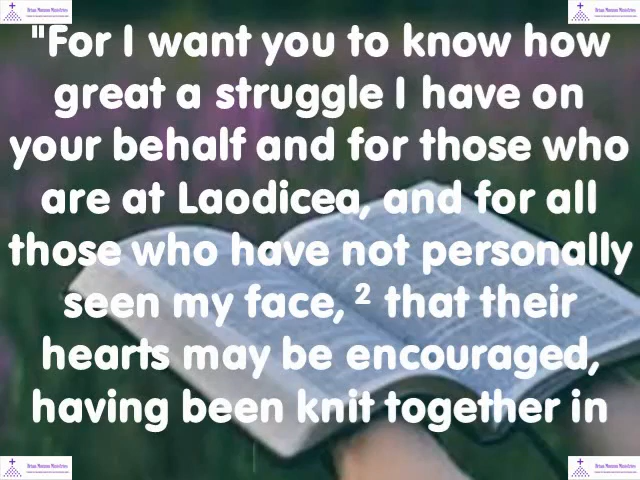 "For I want you to know how
great a struggle I have on
your behalf and for those who
are at Laodicea, and for all
those who have not personally
seen my face, ² that their
hearts may be encouraged,
having been knit together in